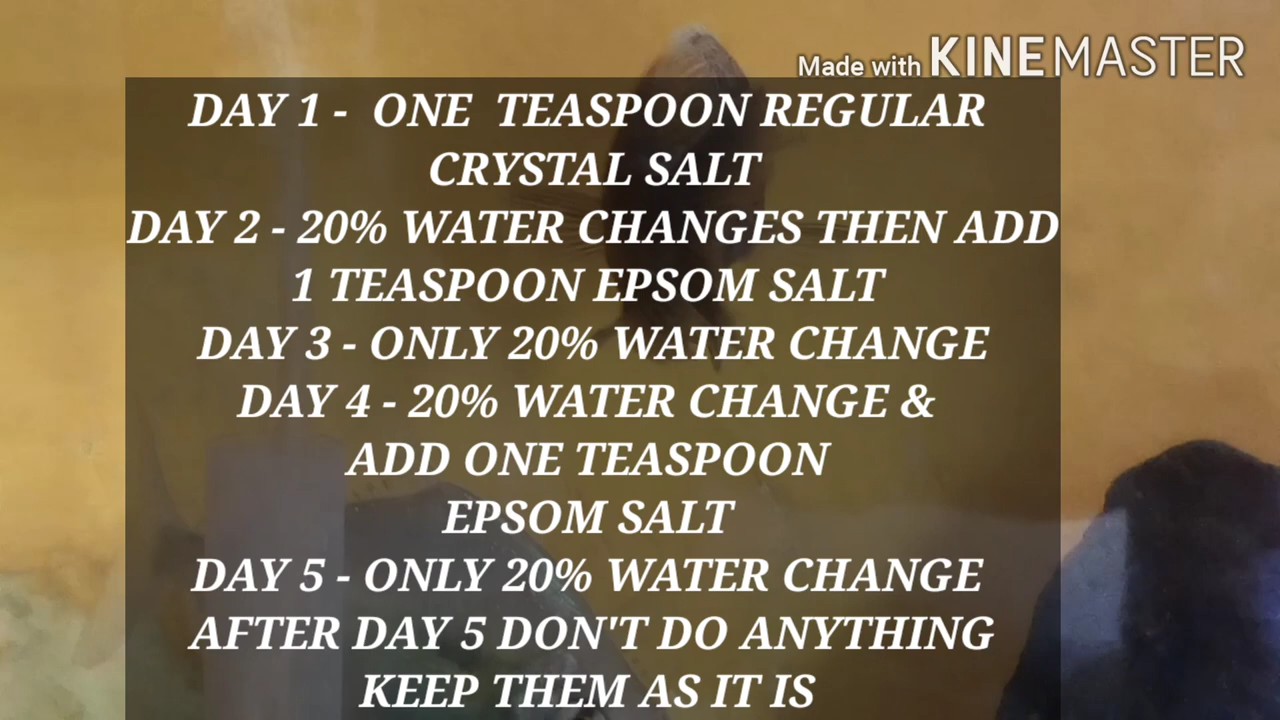 Made with KINEMASTER
DAY 1 - ONE TEASPOON REGULAR
CRYSTAL SALT
DAY 2 - 20% WATER CHANGES THEN ADD
1 TEASPOON EPSOM SALT
DAY 3 - ONLY 20% WATER CHANGE
DAY 4 - 20% WATER CHANGE &
ADD ONE TEASPOON
EPSOM SALT
DAY 5 - ONLY 20% WATER CHANGE
AFTER DAY 5 DON'T DO ANYTHING
KEEP THEM AS IT IS